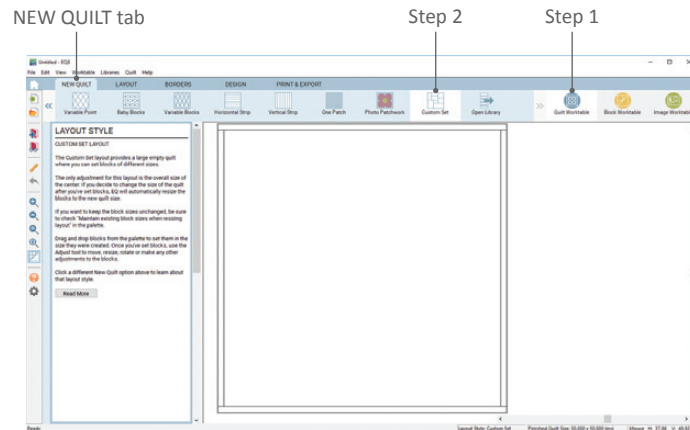 NEW QUILT tab
Step 2
Step 1
Untitled - EQ8
File Edit View Worktable Libraries Quilt Help
NEW QUILT LAYOUT BORDERS DESIGN PRINT & EXPORT
Variable Point Baby Blocks Variable Blocks Horizontal Strip Vertical Strip One Patch Photo Patchwork Custom Set Open Library Quilt Worktable Block Worktable Image Worktable
LAYOUT STYLE
CUSTOM SET LAYOUT
The Custom Set layout provides a large empty quilt
where you can set blocks of different sizes.
The only adjustment for this layout is the overall size of
the center. If you decide to change the size of the quilt
after you've set blocks, EQ will automatically resize the
blocks to the new quilt size.
If you want to keep the block sizes unchanged, be sure
to check "Maintain existing block sizes when resizing
layout" in the palette.
Drag and drop blocks from the palette to set them in the
size they were created. Once you've set blocks, use the
Adjust tool to move, resize, rotate or make any other
adjustments to the blocks.
Click a different New Quilt option above to learn about
that layout style.
Read More
Ready Layout Style: Custom Set Finished Quilt Size: 50.000 x 50.000 (ins) Mouse